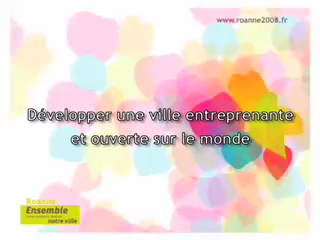 www.roanne2008.fr
Développer une ville entreprenante
et ouverte sur le monde
Roanne
Ensemble
notre ville